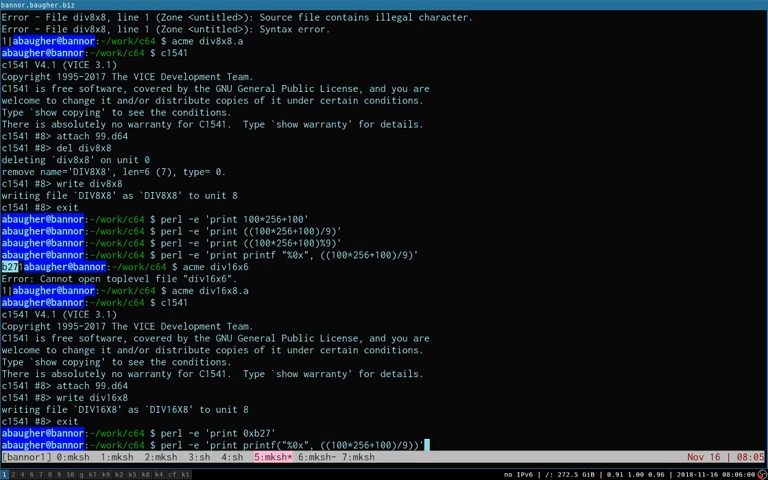 bannor.baugher.biz
Error - File div8x8, line 1 (Zone <untitled>): Source file contains illegal character.
Error - File div8x8, line 1 (Zone <untitled>): Syntax error.
1|abaugher@bannor:~/work/c64 $ acme div8x8.a
abaugher@bannor:~/work/c64 $ c1541
c1541 V4.1 (VICE 3.1)
Copyright 1995-2017 The VICE Development Team.
C1541 is free software, covered by the GNU General Public License, and you are
welcome to change it and/or distribute copies of it under certain conditions.
Type `show copying' to see the conditions.
There is absolutely no warranty for C1541.  Type `show warranty' for details.
c1541 #8> attach 99.d64
c1541 #8> del div8x8
deleting `div8x8' on unit 0
remove name='DIV8X8', len=6 (7), type= 0.
c1541 #8> write div8x8
writing file `DIV8X8' as `DIV8X8' to unit 8
c1541 #8> exit
abaugher@bannor:~/work/c64 $ perl -e 'print 100*256+100'
abaugher@bannor:~/work/c64 $ perl -e 'print ((100*256+100)/9)'
abaugher@bannor:~/work/c64 $ perl -e 'print ((100*256+100)%9)'
abaugher@bannor:~/work/c64 $ perl -e 'print printf "%0x", ((100*256+100)/9)'
b271abaugher@bannor:~/work/c64 $ acme div16x6
Error: Cannot open toplevel file "div16x6".
1|abaugher@bannor:~/work/c64 $ acme div16x8.a
abaugher@bannor:~/work/c64 $ c1541
c1541 V4.1 (VICE 3.1)
Copyright 1995-2017 The VICE Development Team.
C1541 is free software, covered by the GNU General Public License, and you are
welcome to change it and/or distribute copies of it under certain conditions.
Type `show copying' to see the conditions.
There is absolutely no warranty for C1541.  Type `show warranty' for details.
c1541 #8> attach 99.d64
c1541 #8> write div16x8
writing file `DIV16X8' as `DIV16X8' to unit 8
c1541 #8> exit
abaugher@bannor:~/work/c64 $ perl -e 'print 0xb27'
abaugher@bannor:~/work/c64 $ perl -e 'print printf("%0x", ((100*256+100)/9))'
[bannor1] 0:mksh  1:mksh  2:mksh  3:sh  4:sh  5:mksh* 6:mksh- 7:mksh Nov 16 | 08:05
1 2 4 6 7 8 9 10 g k7 k9 k2 k5 k8 k4 cf k1 no IPv6 | /: 272.5 GiB | 0.91 1.00 0.96 | 2018-11-16 08:06:00